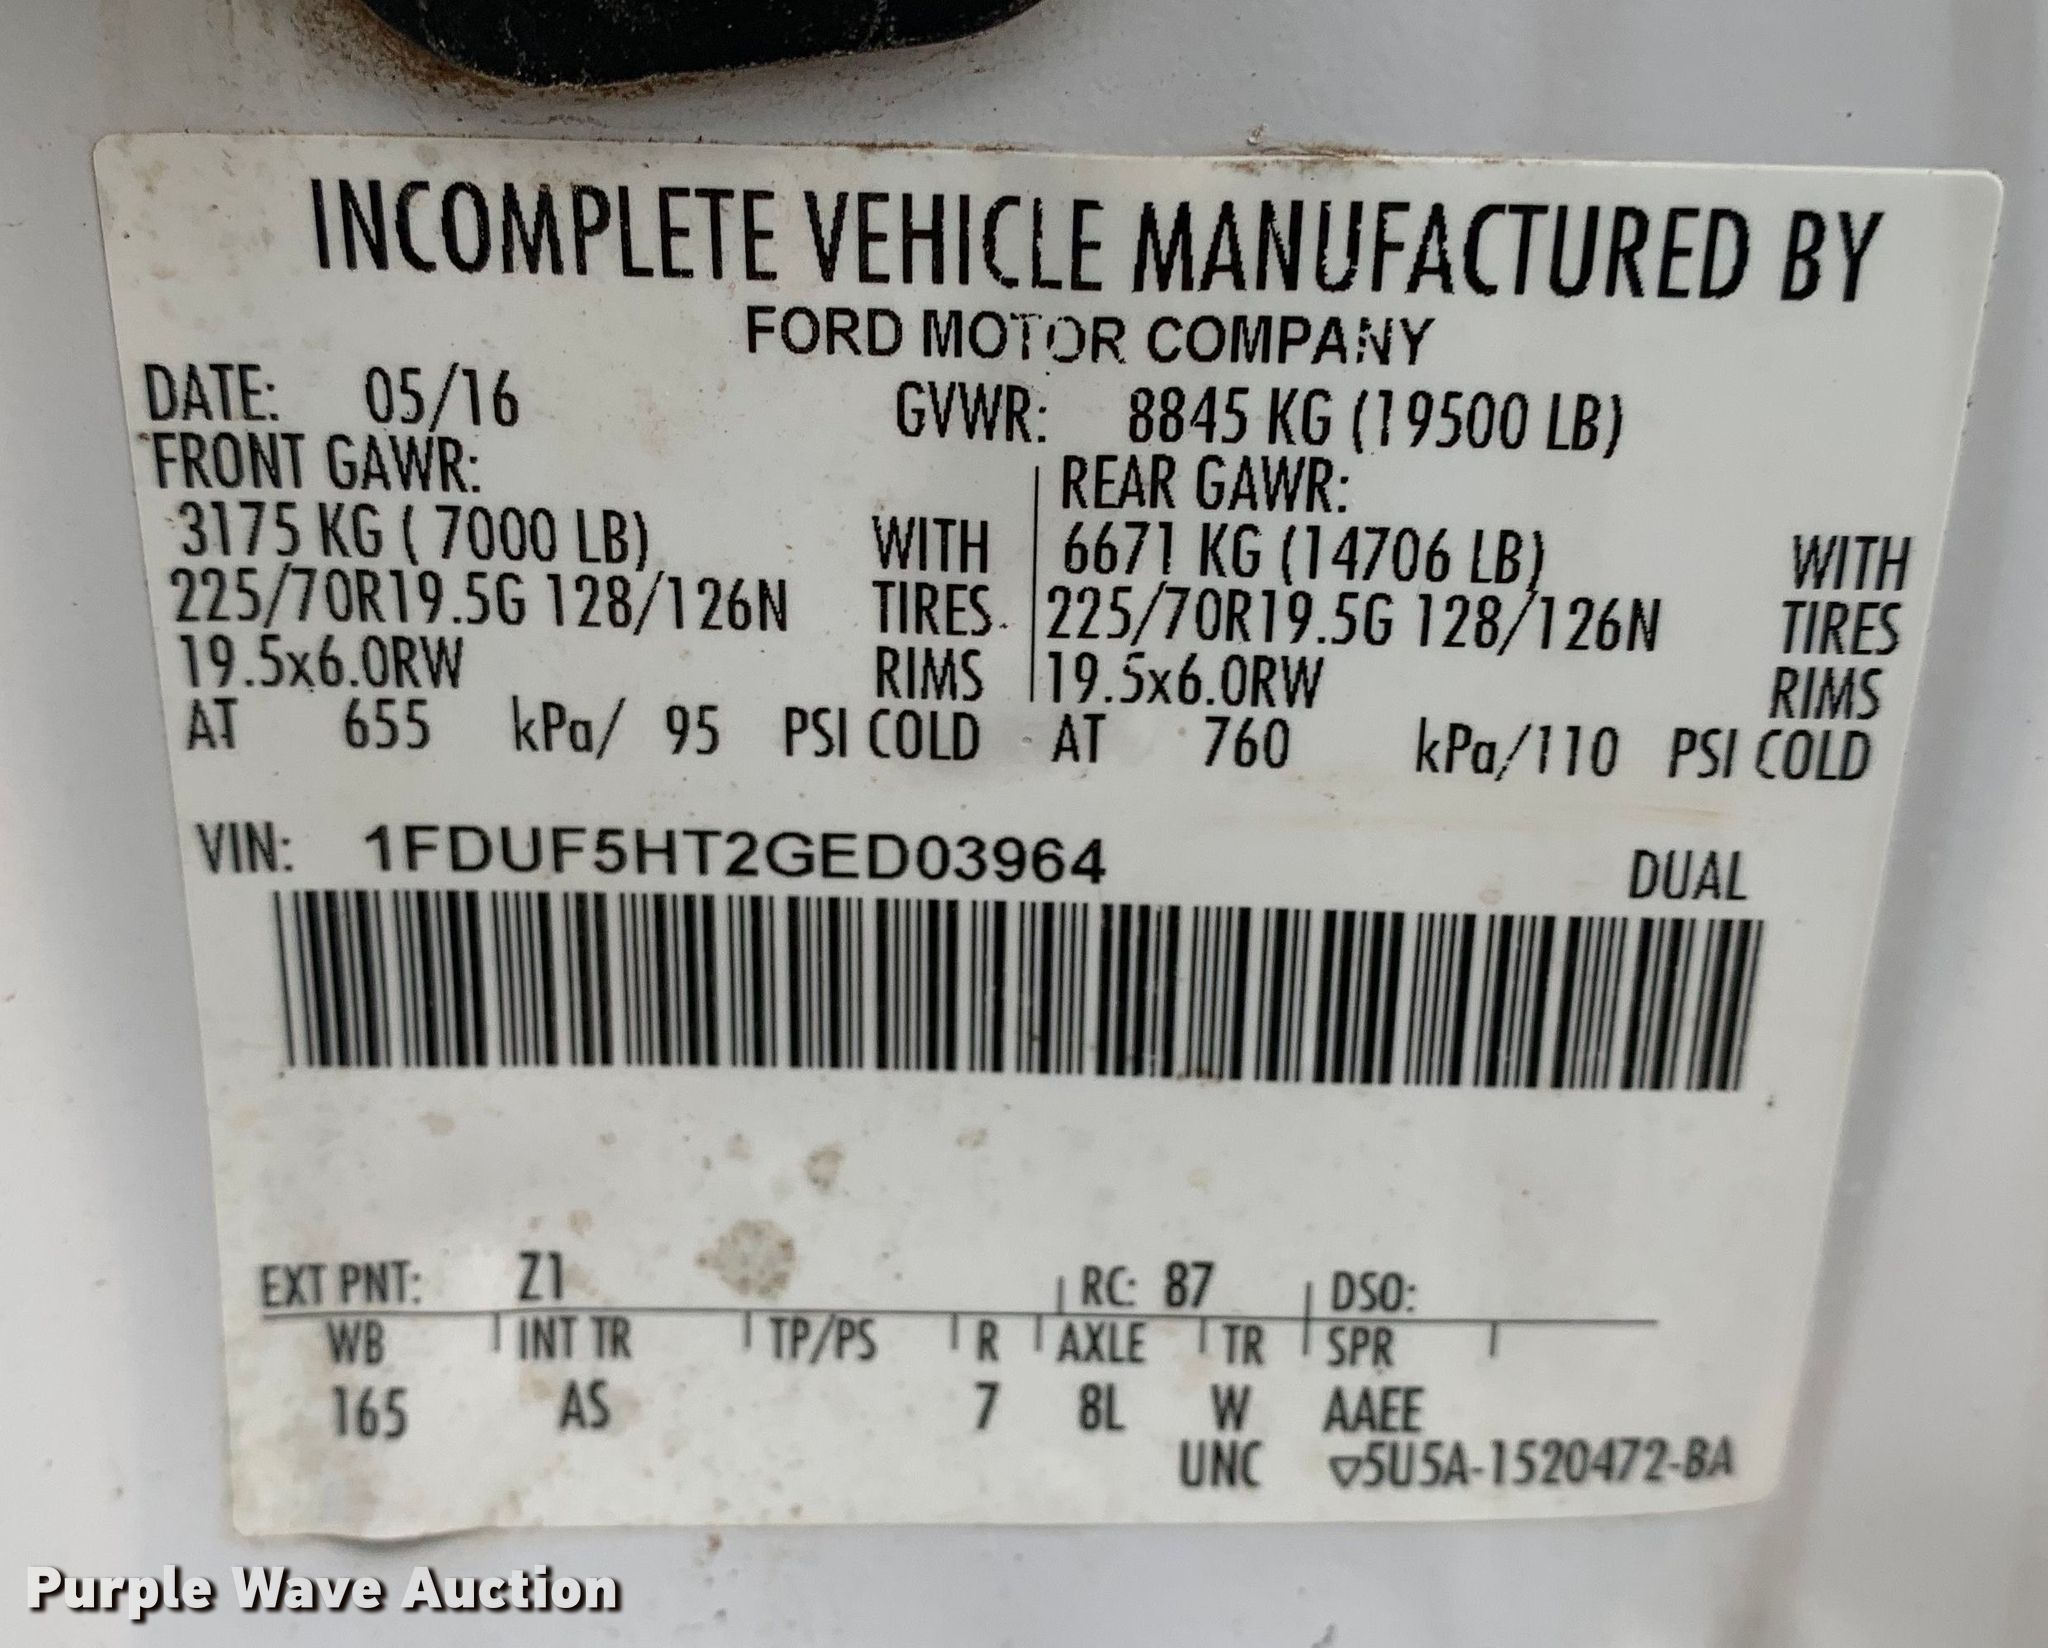 INCOMPLETE VEHICLE MANUFACTURED BY
FORD MOTOR COMPANY
DATE: 05/16 GVWR: 8845 KG (19500 LB)
FRONT GAWR: REAR GAWR:
3175 KG ( 7000 LB) WITH 6671 KG (14706 LB) WITH
225/70R19.5G 128/126N TIRES 225/70R19.5G 128/126N TIRES
19.5x6.0RW RIMS 19.5x6.0RW RIMS
AT 655 kPa/ 95 PSI COLD AT 760 kPa/110 PSI COLD
VIN: 1FDUF5HT2GED03964 DUAL
EXT PNT: Z1 RC: 87 DSO:
WB INT TR TP/PS R AXLE TR SPR
165 AS 7 8L W AAEE
UNC ▽5U5A-1520472-BA
Purple Wave Auction